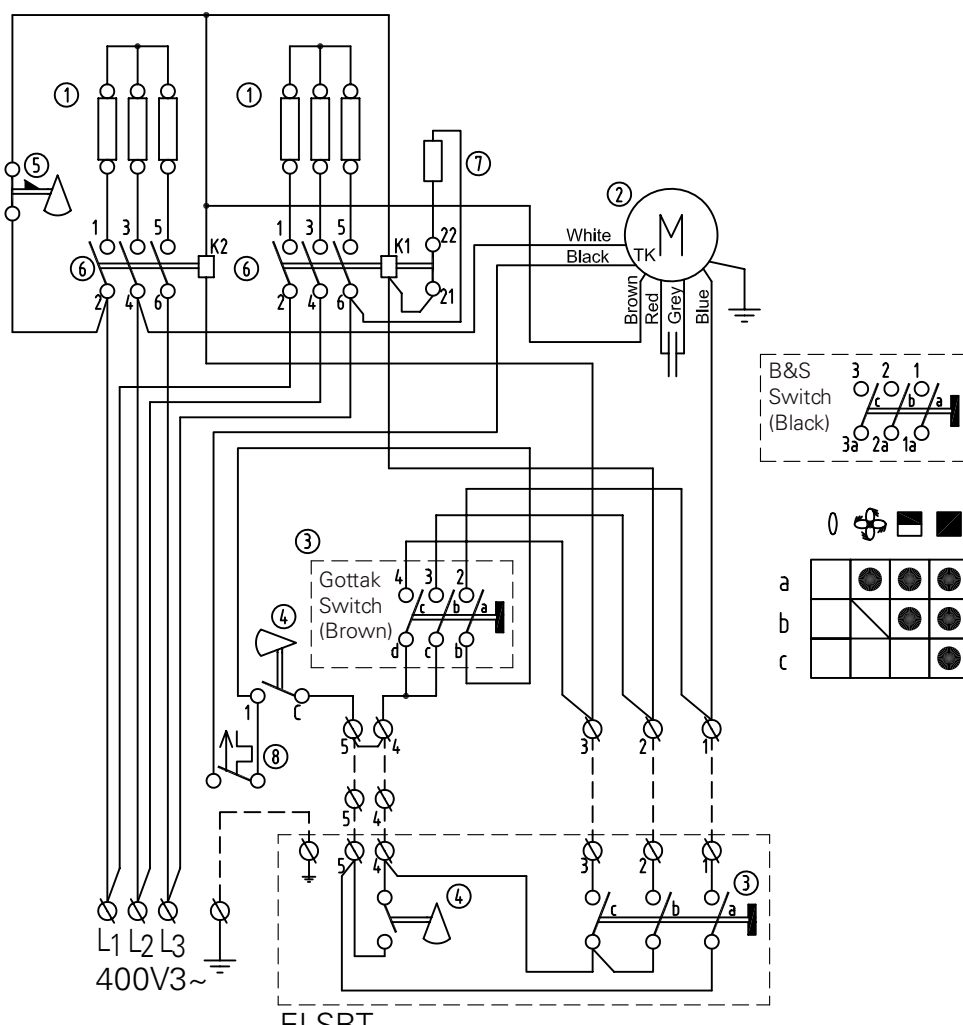 1
1
5
7
2
1 3 5 K2
1 3 5 K1 22
6
6
2 4 6
2 4 6 21
White
Black
TK
M
Brown
Red
Grey
Blue
B&S
Switch
(Black)
3 2 1
c b a
3a 2a 1a
3
Gottak
Switch
(Brown)
4 3 2
c b a
d c b
4
1 C
8
a
b
c
5 4 3 2 1
5 4
5 4 3 2 1
3
4
c b a
L1 L2 L3
400V3~
ELSRT